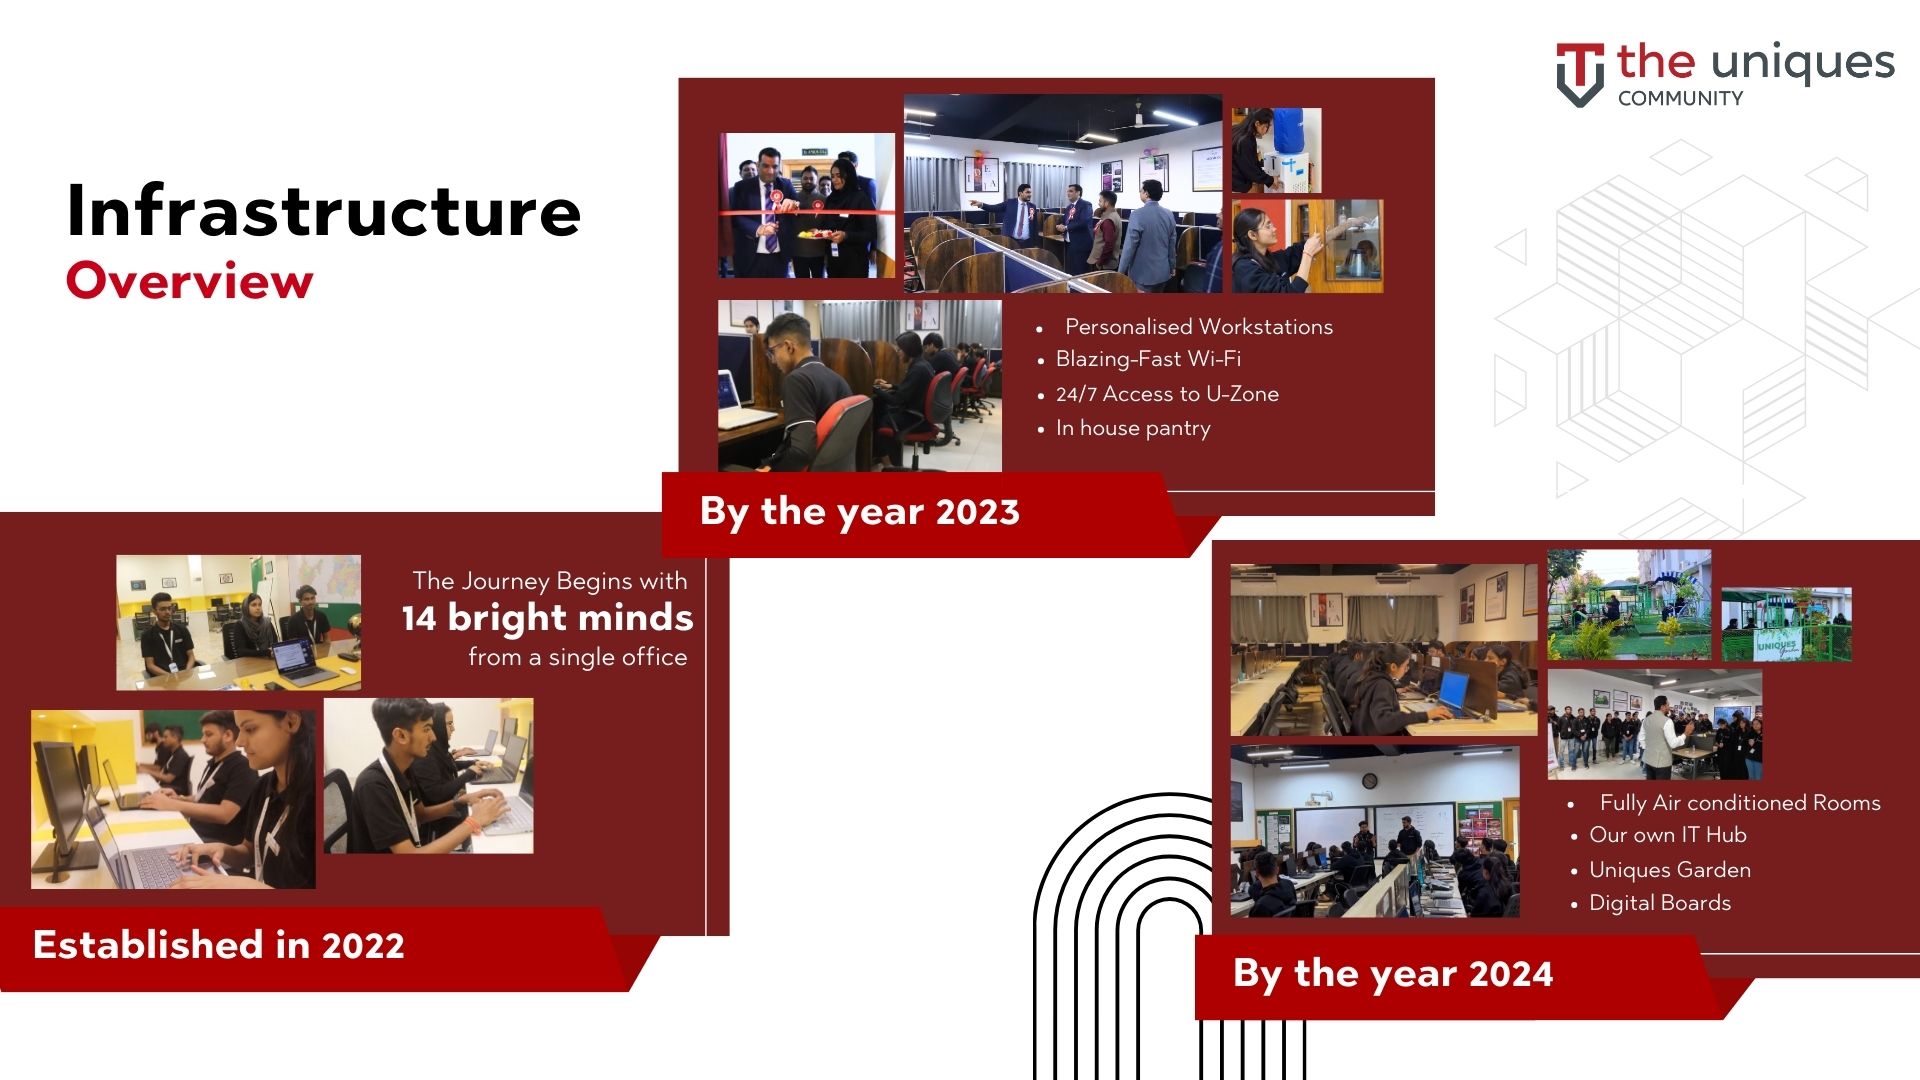 the uniques
COMMUNITY
Infrastructure
Overview
Personalised Workstations
Blazing-Fast Wi-Fi
24/7 Access to U-Zone
In house pantry
By the year 2023
The Journey Begins with
14 bright minds
from a single office
Established in 2022
UNIQUES
Garden
Fully Air conditioned Rooms
Our own IT Hub
Uniques Garden
Digital Boards
By the year 2024